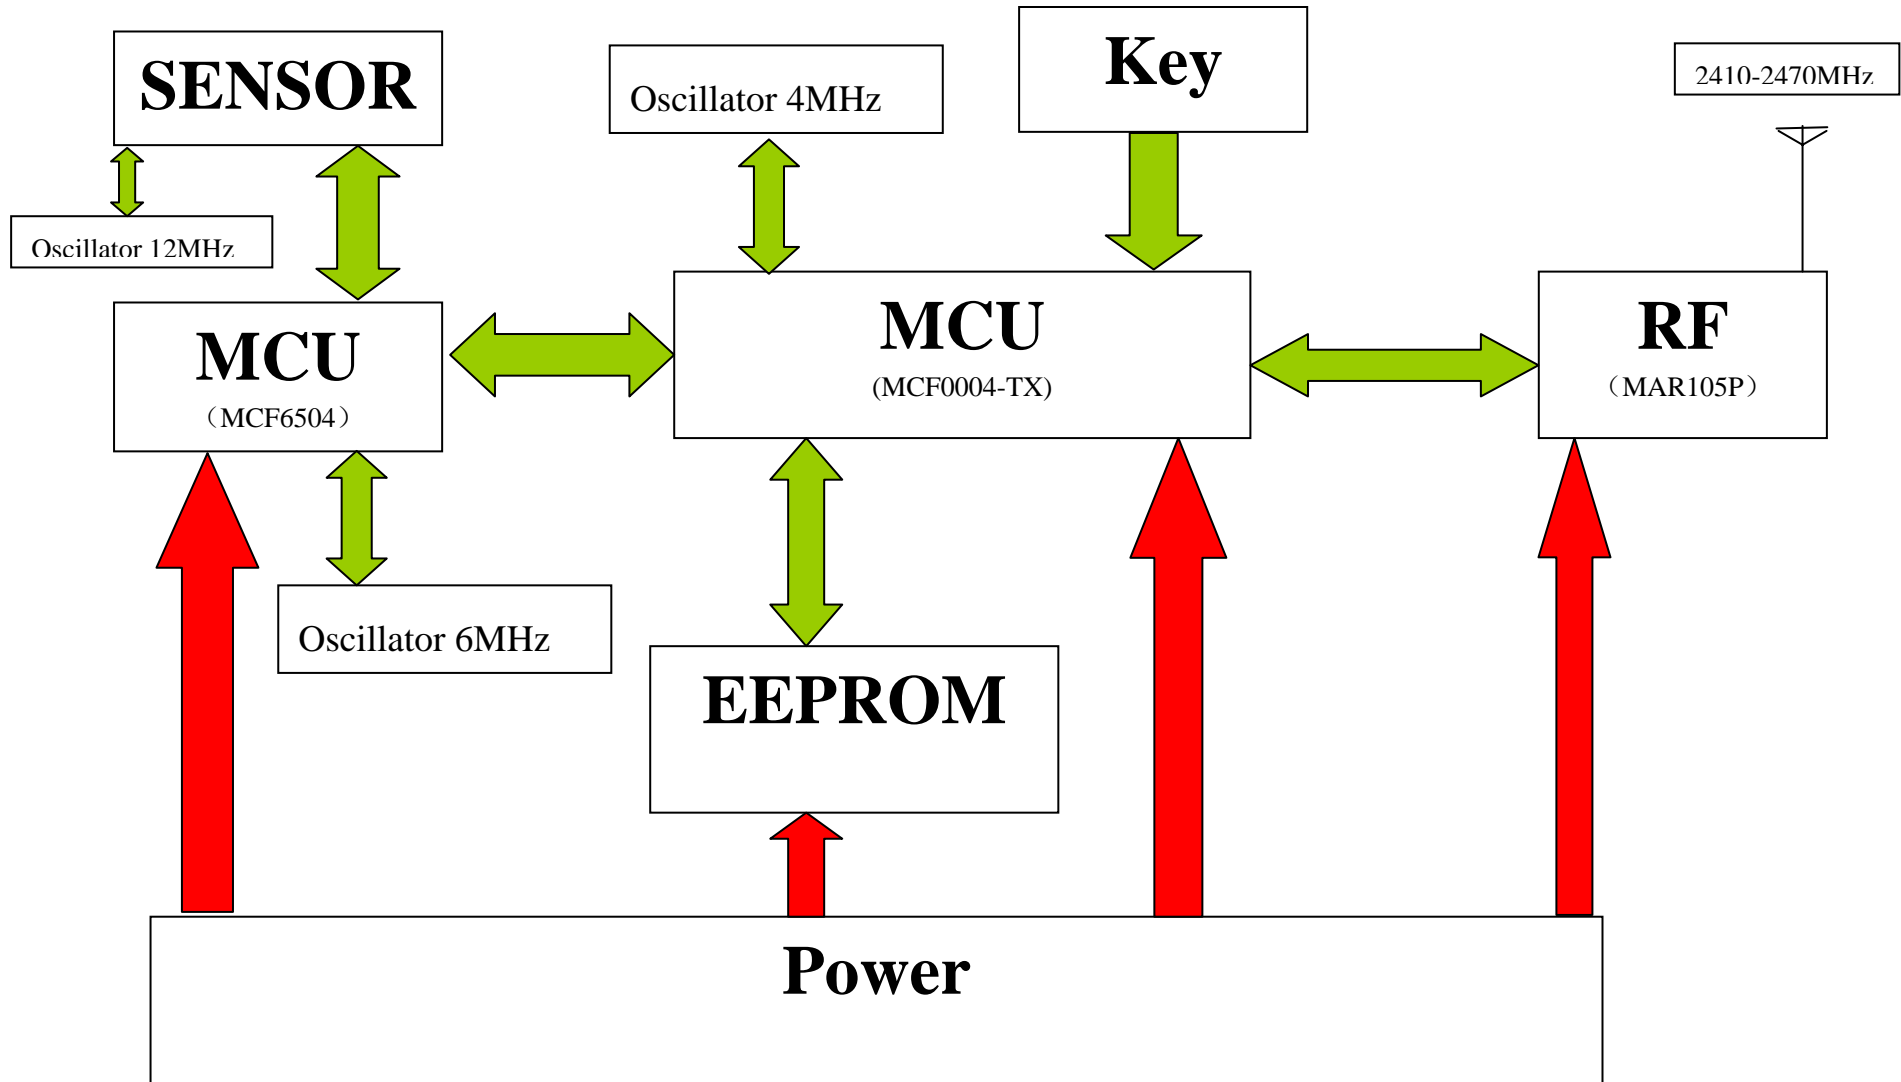 SENSOR
Oscillator 4MHz
Key
2410-2470MHz
Oscillator 12MHz
MCU
（MCF6504）
MCU
(MCF0004-TX)
RF
（MAR105P）
Oscillator 6MHz
EEPROM
Power